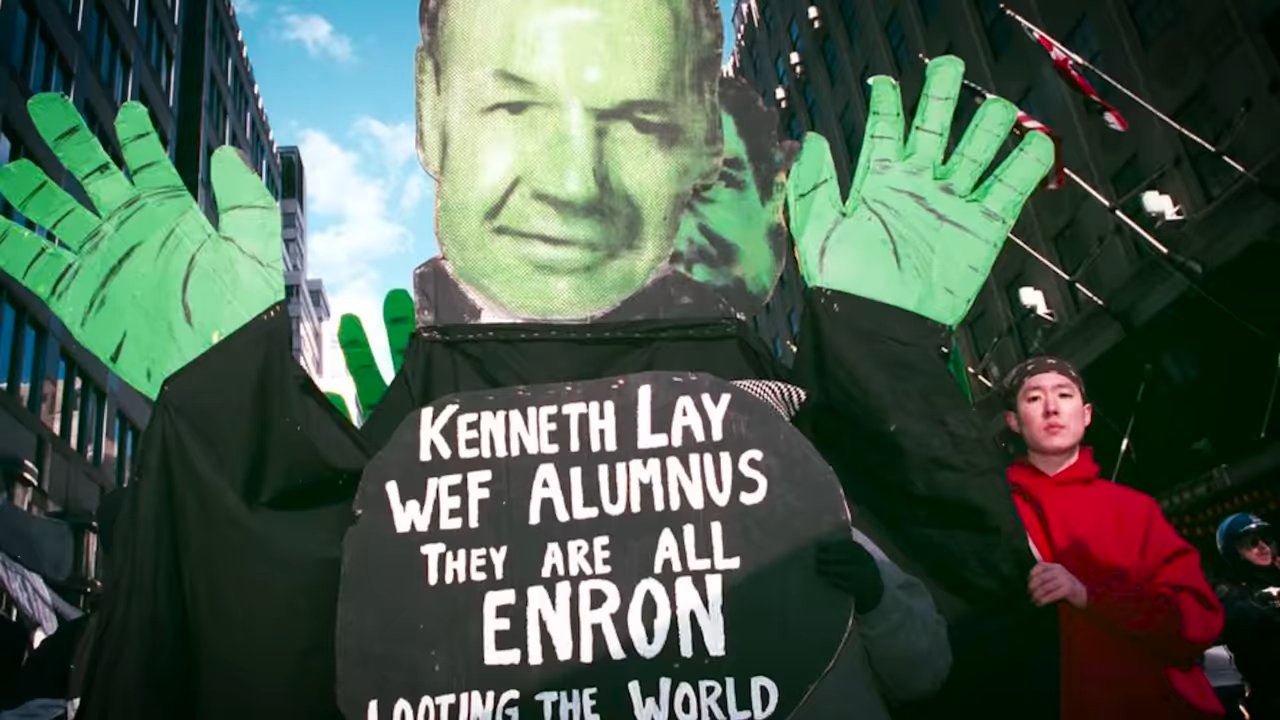 KENNETH LAY
WEF ALUMNUS
THEY ARE ALL
ENRON
LOOTING THE WORLD